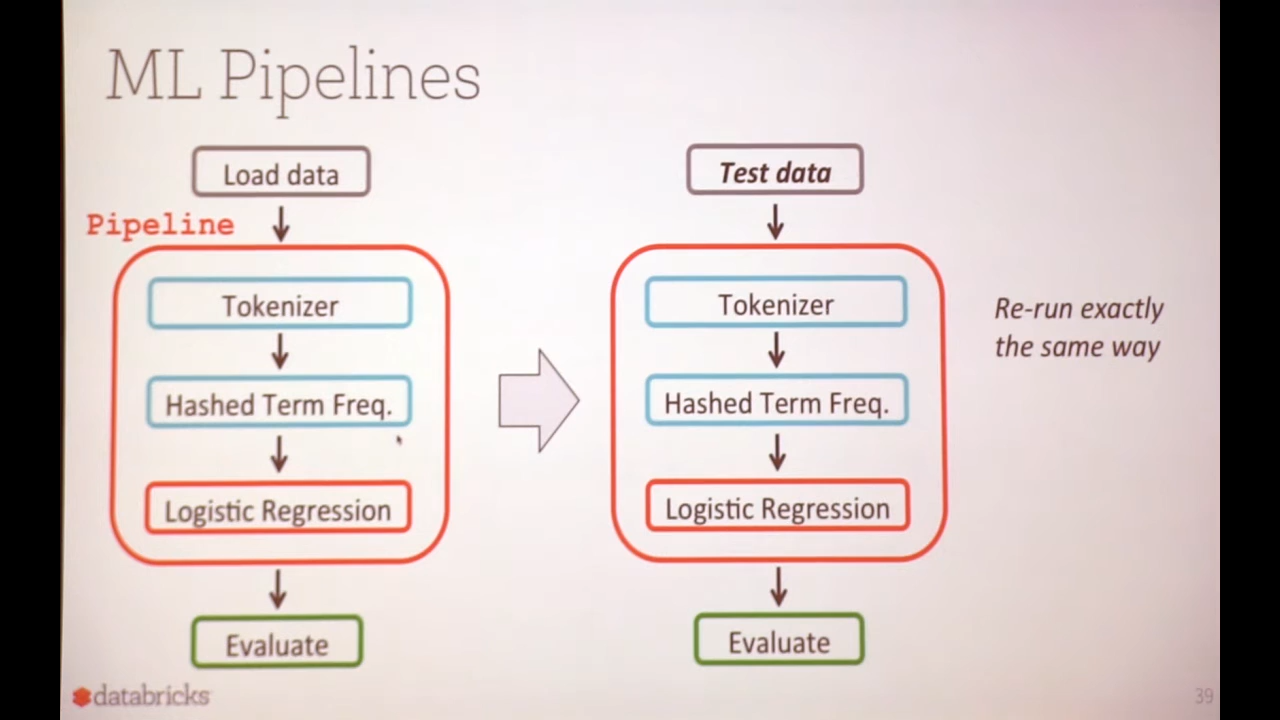 ML Pipelines
Load data
Pipeline
Tokenizer
Hashed Term Freq.
Logistic Regression
Evaluate
Test data
Tokenizer
Hashed Term Freq.
Logistic Regression
Evaluate
Re-run exactly
the same way
databricks
39